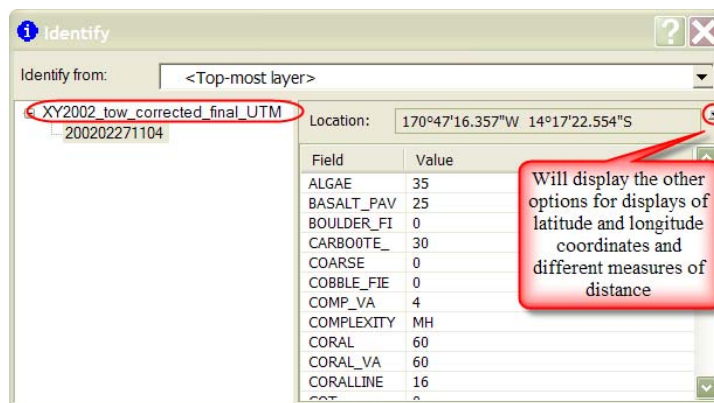 Identify
Identify from: <Top-most layer>
XY2002_tow_corrected_final_UTM
200202271104
Location: 170°47'16.357"W 14°17'22.554"S
Field Value
ALGAE 35
BASALT_PAV 25
BOULDER_FI 0
CARBO0TE_ 30
COARSE 0
COBBLE_FIE 0
COMP_VA 4
COMPLEXITY MH
CORAL 60
CORAL_VA 60
CORALLINE 16
Will display the other
options for displays of
latitude and longitude
coordinates and
different measures of
distance